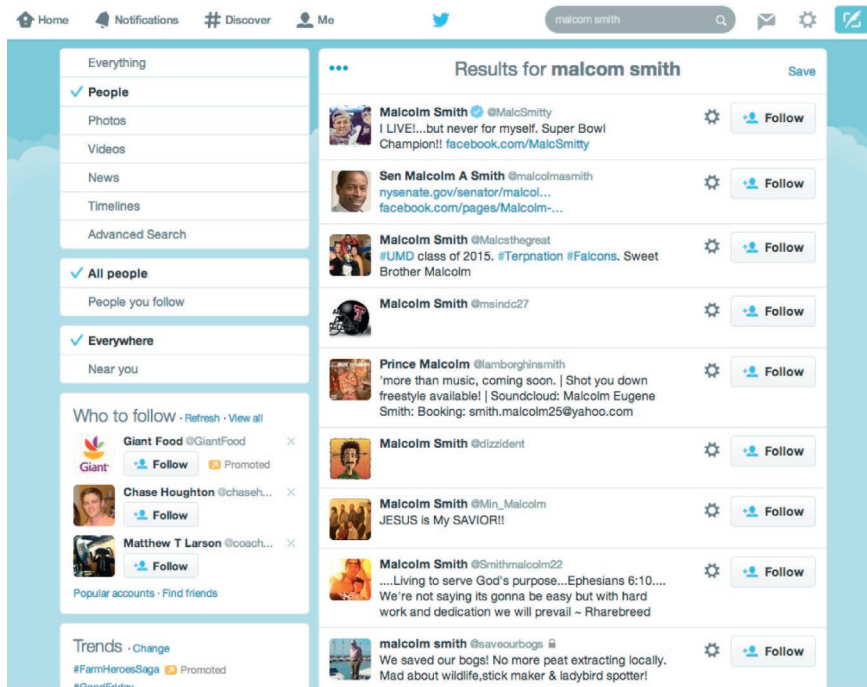 Home Notifications Discover Me malcom smith
Everything
People
Photos
Videos
News
Timelines
Advanced Search
All people
People you follow
Everywhere
Near you
Who to follow · Refresh · View all
Giant Food @GiantFood
Giant
Follow Promoted
Chase Houghton @chaseh...
Follow
Matthew T Larson @coach...
Follow
Popular accounts · Find friends
Trends · Change
#FarmHeroesSaga Promoted
#GoodFriday
Results for malcom smith Save
Malcolm Smith @MalcSmitty
I LIVE!...but never for myself. Super Bowl
Champion!! facebook.com/MalcSmitty
Follow
Sen Malcolm A Smith @malcolmasmith
nysenate.gov/senator/malcol...
facebook.com/pages/Malcolm-...
Follow
Malcolm Smith @Malcsthegreat
#UMD class of 2015. #Terpnation #Falcons. Sweet
Brother Malcolm
Follow
Malcolm Smith @msindc27
Follow
Prince Malcolm @lamborghinsmith
'more than music, coming soon. | Shot you down
freestyle available! | Soundcloud: Malcolm Eugene
Smith: Booking: smith.malcolm25@yahoo.com
Follow
Malcolm Smith @dizzident
Follow
Malcolm Smith @Min_Malcolm
JESUS is My SAVIOR!!
Follow
Malcolm Smith @Smithmalcolm22
....Living to serve God's purpose...Ephesians 6:10....
We're not saying its gonna be easy but with hard
work and dedication we will prevail ~ Rharebreed
Follow
malcolm smith @saveourbogs
We saved our bogs! No more peat extracting locally.
Mad about wildlife,stick maker & ladybird spotter!
Follow